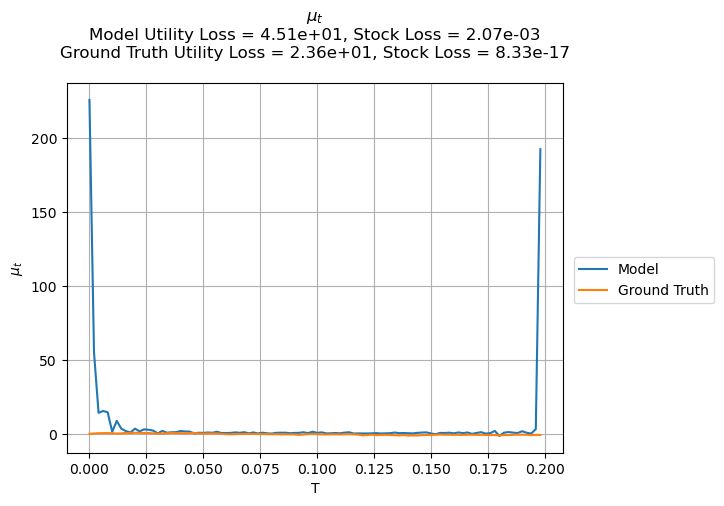 μt
Model Utility Loss = 4.51e+01, Stock Loss = 2.07e-03
Ground Truth Utility Loss = 2.36e+01, Stock Loss = 8.33e-17
200
150
100
50
0
μt
0.000 0.025 0.050 0.075 0.100 0.125 0.150 0.175 0.200
T
Model
Ground Truth